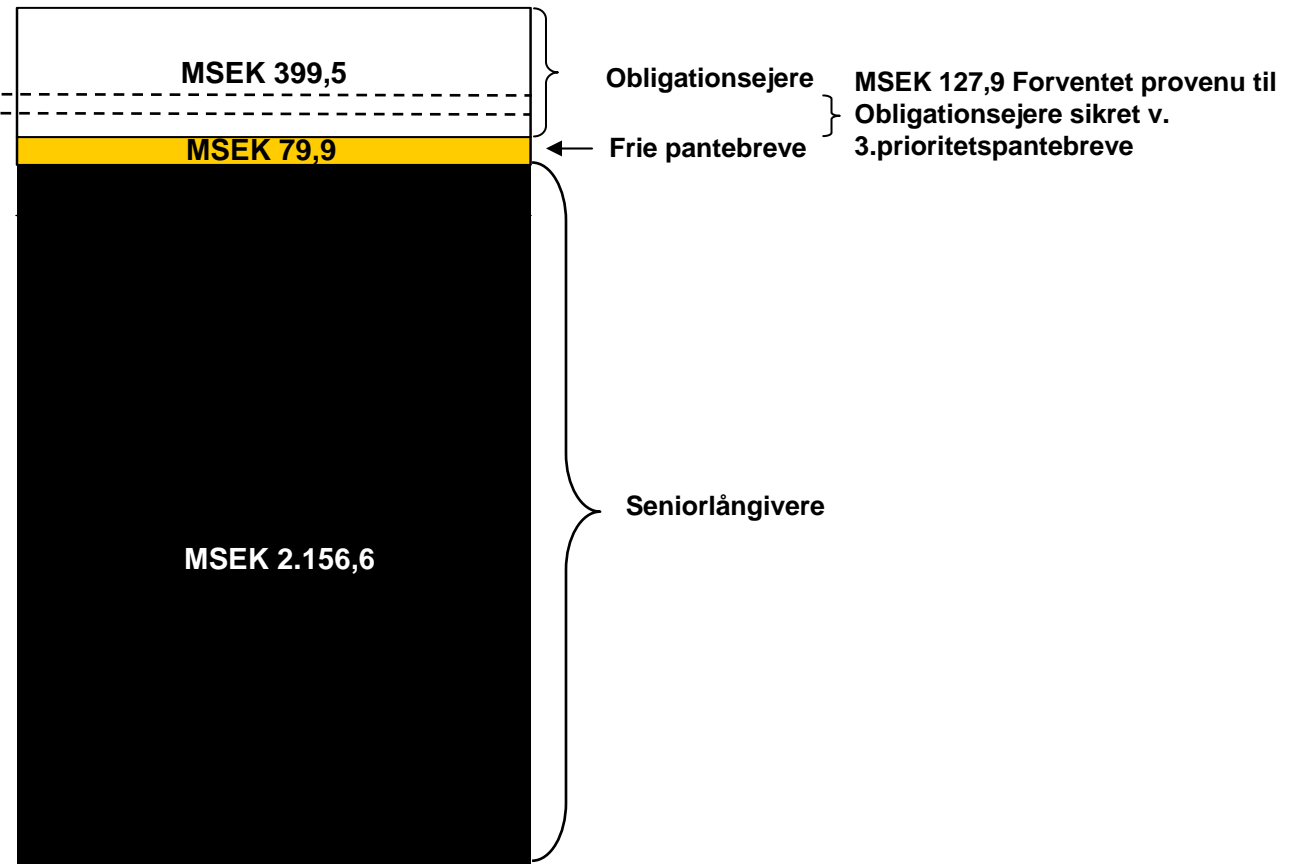 MSEK 399,5
Obligationsejere
MSEK 127,9 Forventet provenu til
Obligationsejere sikret v.
3.prioritetspantebreve
MSEK 79,9
Frie pantebreve
Seniorlångivere
MSEK 2.156,6